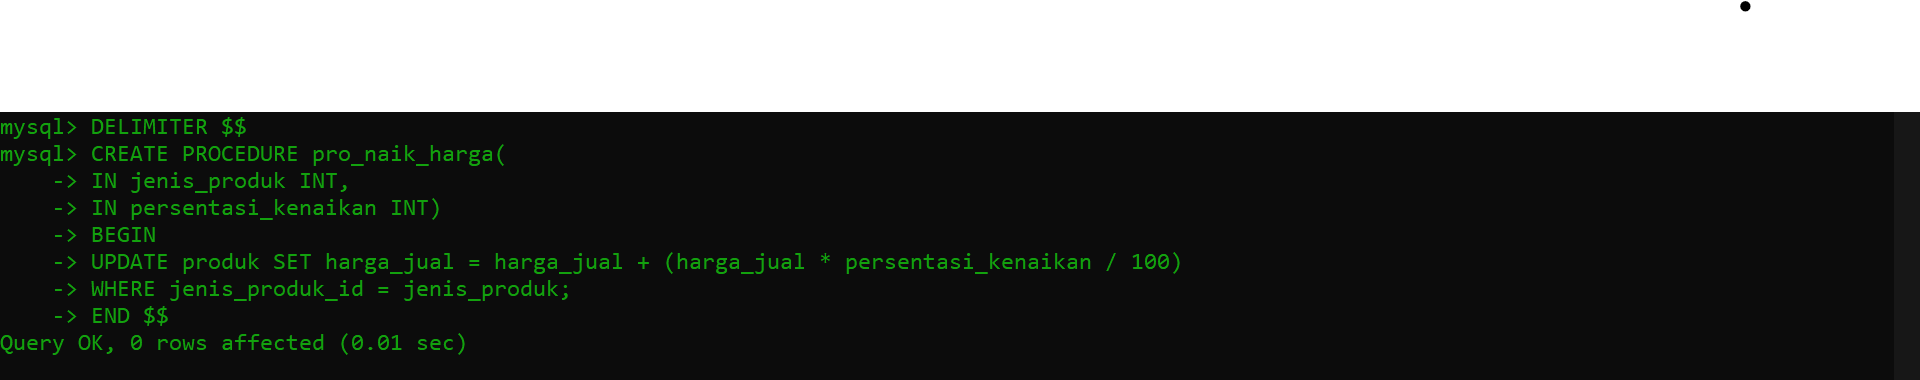 mysql> DELIMITER $$
mysql> CREATE PROCEDURE pro_naik_harga(
    -> IN jenis_produk INT,
    -> IN persentasi_kenaikan INT)
    -> BEGIN
    -> UPDATE produk SET harga_jual = harga_jual + (harga_jual * persentasi_kenaikan / 100)
    -> WHERE jenis_produk_id = jenis_produk;
    -> END $$
Query OK, 0 rows affected (0.01 sec)